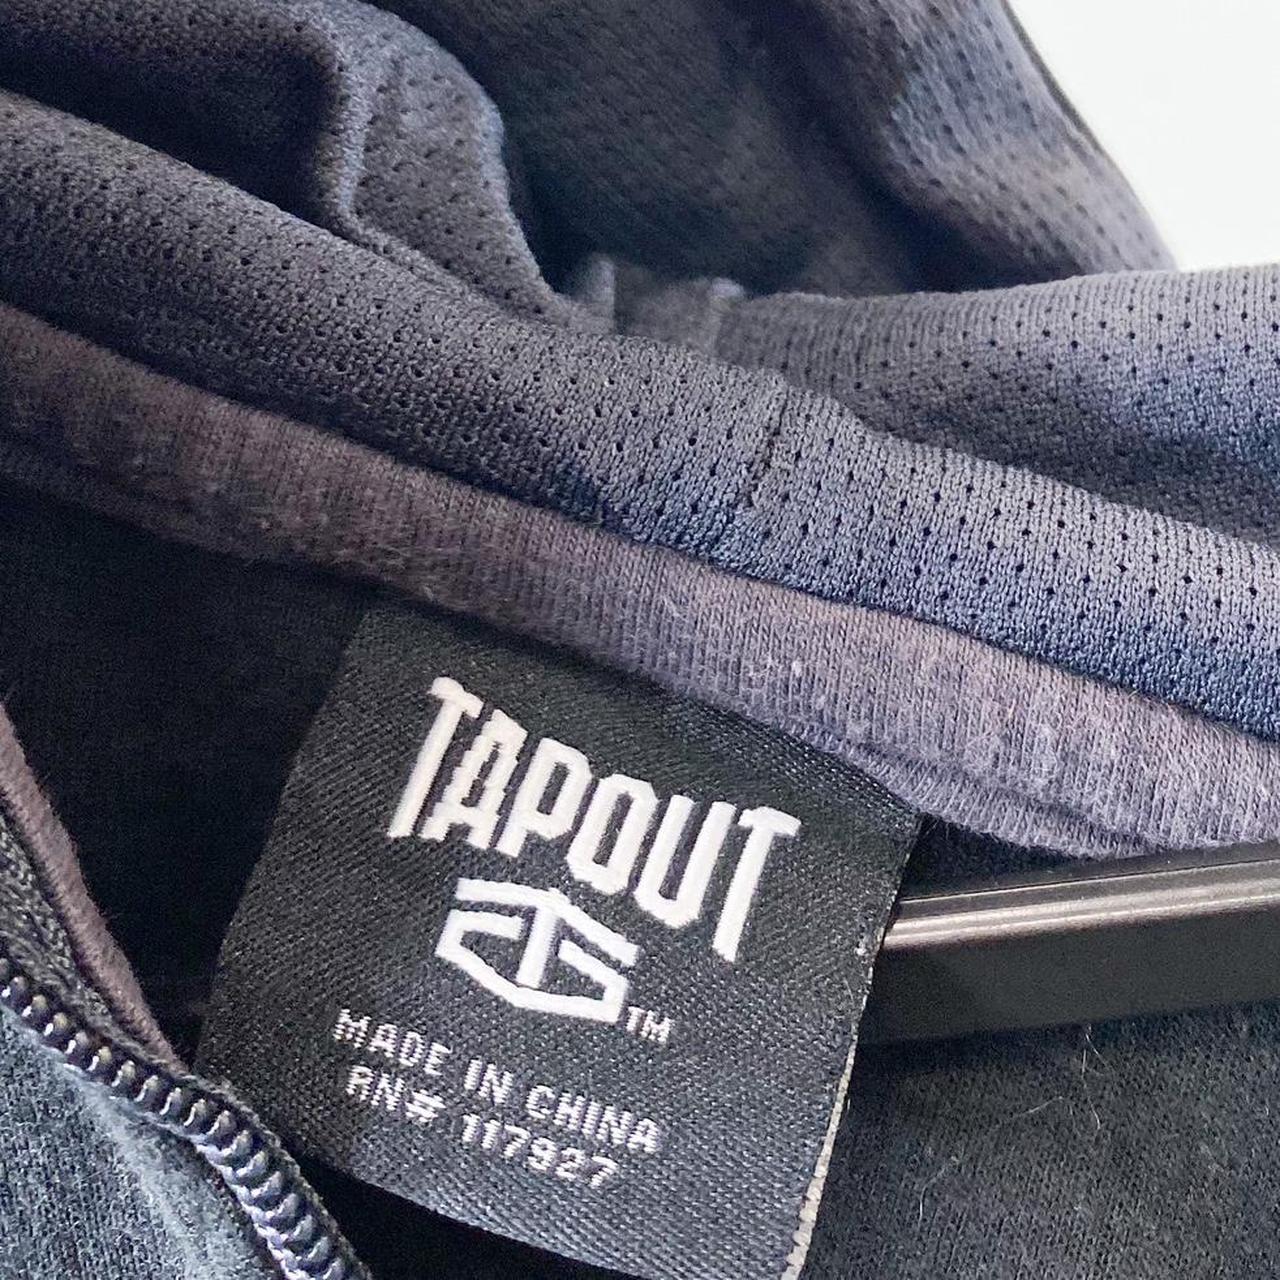 TAPOUT
TM
MADE IN CHINA
RN# 117927